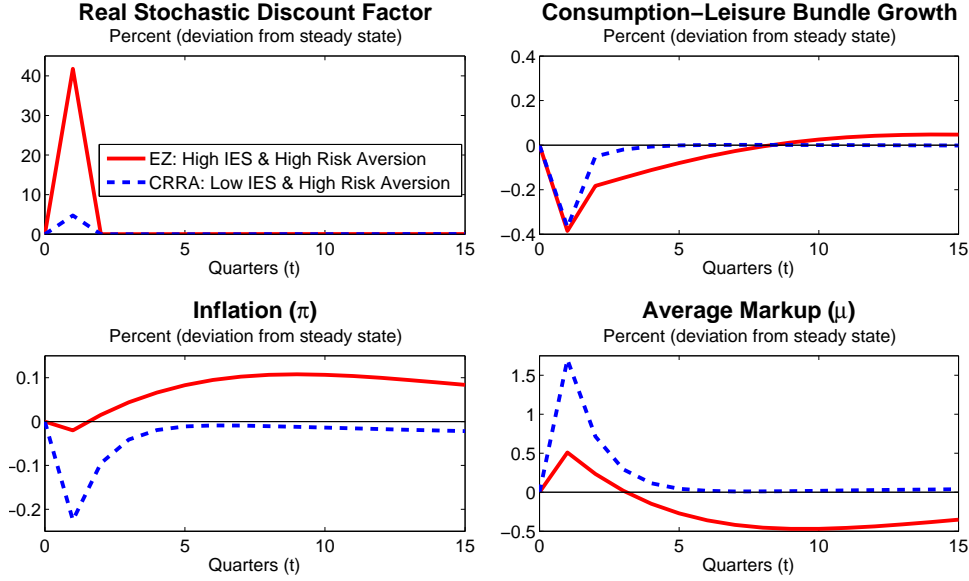 Real Stochastic Discount Factor
Percent (deviation from steady state)
40
30
20
10
0
EZ: High IES & High Risk Aversion
CRRA: Low IES & High Risk Aversion
0 5 10 15
Quarters (t)
Consumption−Leisure Bundle Growth
Percent (deviation from steady state)
0.4
0.2
0
−0.2
−0.4
0 5 10 15
Quarters (t)
Inflation (π)
Percent (deviation from steady state)
0.1
0
−0.1
−0.2
0 5 10 15
Quarters (t)
Average Markup (μ)
Percent (deviation from steady state)
1.5
1
0.5
0
−0.5
0 5 10 15
Quarters (t)